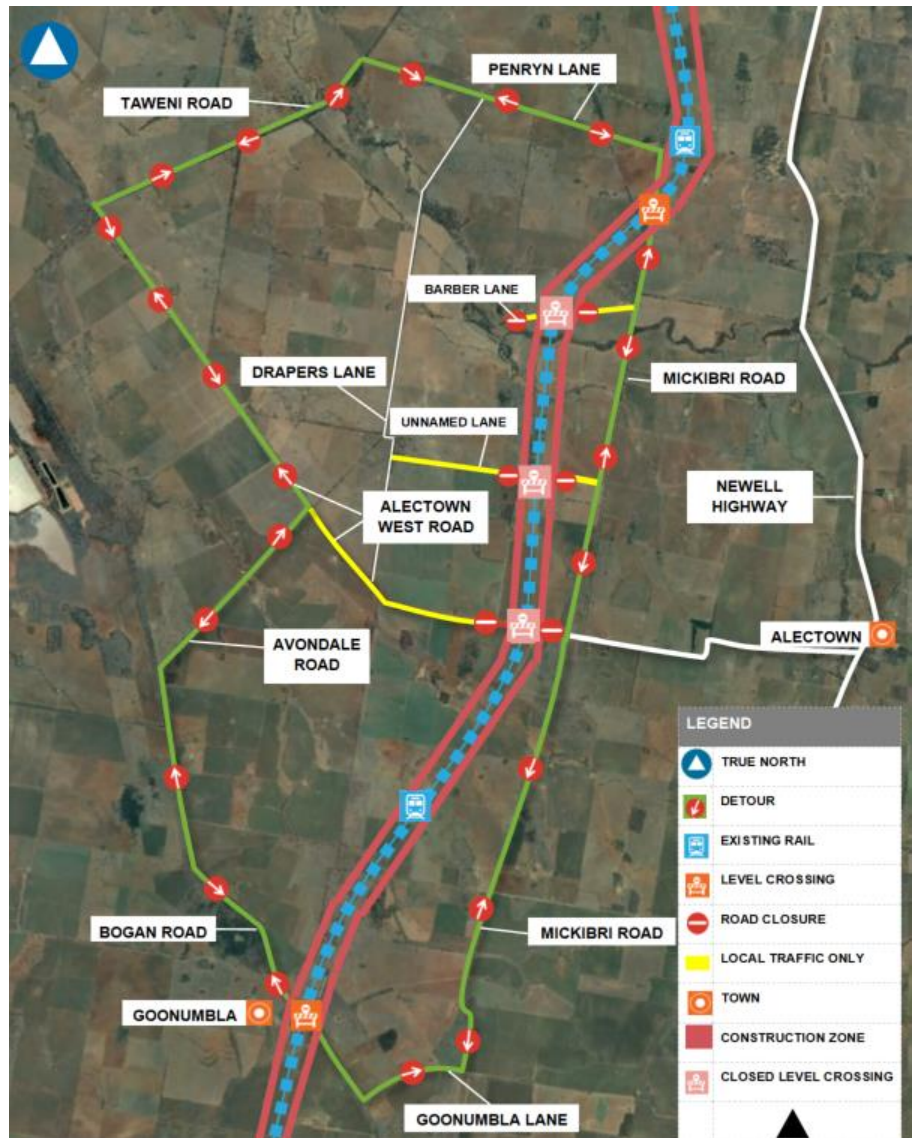 PENRYN LANE
TAWENI ROAD
BARBER LANE
DRAPERS LANE
MICKIBRI ROAD
UNNAMED LANE
NEWELL
HIGHWAY
ALECTOWN
WEST ROAD
ALECTOWN
AVONDALE
ROAD
LEGEND
TRUE NORTH
DETOUR
EXISTING RAIL
LEVEL CROSSING
ROAD CLOSURE
BOGAN ROAD
MICKIBRI ROAD
LOCAL TRAFFIC ONLY
GOONUMBLA
TOWN
CONSTRUCTION ZONE
CLOSED LEVEL CROSSING
GOONUMBLA LANE